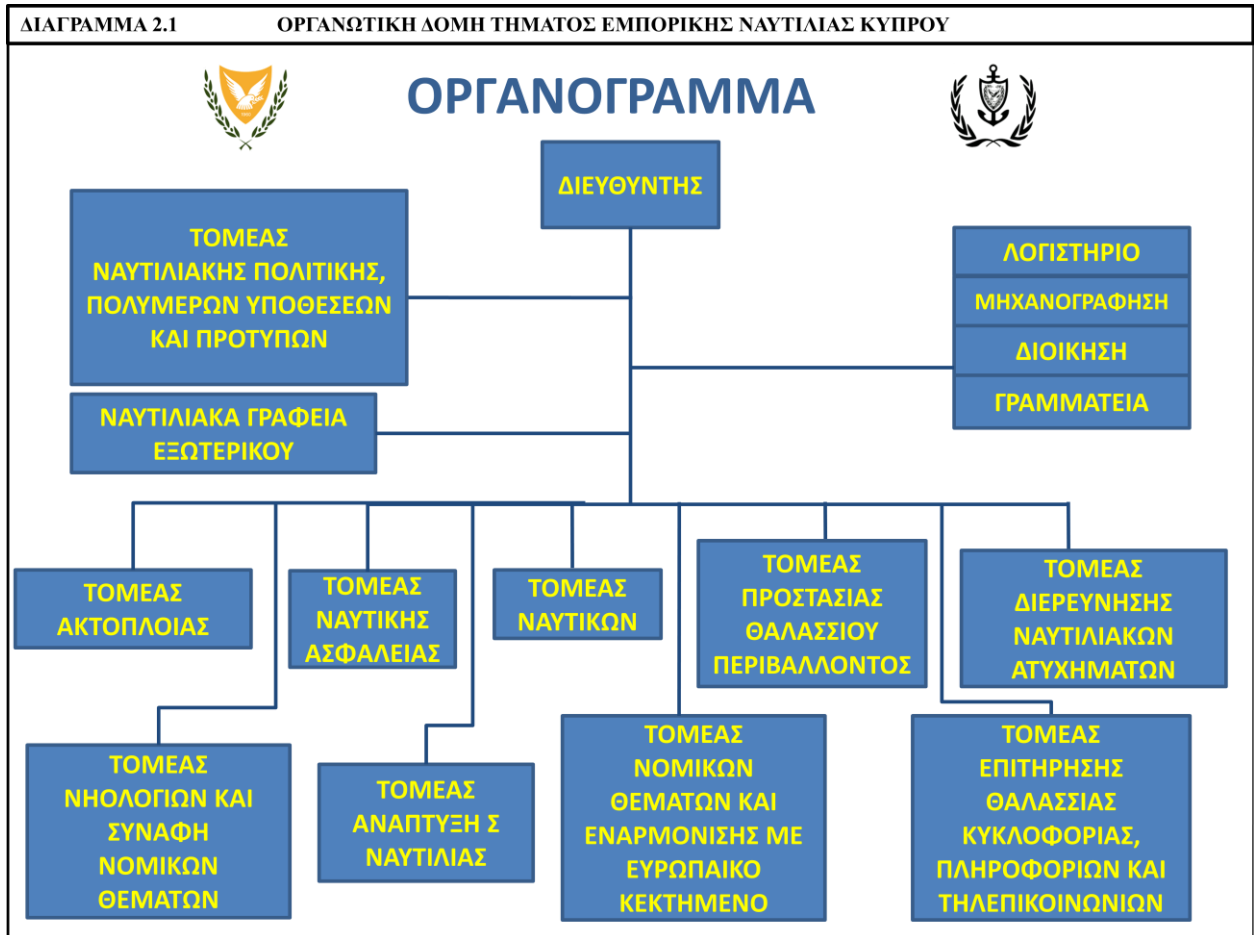 ΔΙΑΓΡΑΜΜΑ 2.1 ΟΡΓΑΝΩΤΙΚΗ ΔΟΜΗ ΤΗΜΑΤΟΣ ΕΜΠΟΡΙΚΗΣ ΝΑΥΤΙΛΙΑΣ ΚΥΠΡΟΥ
ΟΡΓΑΝΟΓΡΑΜΜΑ
ΔΙΕΥΘΥΝΤΗΣ
ΤΟΜΕΑΣ
ΝΑΥΤΙΛΙΑΚΗΣ ΠΟΛΙΤΙΚΗΣ,
ΠΟΛΥΜΕΡΩΝ ΥΠΟΘΕΣΕΩΝ
ΚΑΙ ΠΡΟΤΥΠΩΝ
ΛΟΓΙΣΤΗΡΙΟ
ΜΗΧΑΝΟΓΡΑΦΗΣΗ
ΔΙΟΙΚΗΣΗ
ΓΡΑΜΜΑΤΕΙΑ
ΝΑΥΤΙΛΙΑΚΑ ΓΡΑΦΕΙΑ
ΕΞΩΤΕΡΙΚΟΥ
ΤΟΜΕΑΣ
ΑΚΤΟΠΛΟΙΑΣ
ΤΟΜΕΑΣ
ΝΑΥΤΙΚΗΣ
ΑΣΦΑΛΕΙΑΣ
ΤΟΜΕΑΣ
ΝΑΥΤΙΚΩΝ
ΤΟΜΕΑΣ
ΠΡΟΣΤΑΣΙΑΣ
ΘΑΛΑΣΣΙΟΥ
ΠΕΡΙΒΑΛΛΟΝΤΟΣ
ΤΟΜΕΑΣ
ΔΙΕΡΕΥΝΗΣΗΣ
ΝΑΥΤΙΛΙΑΚΩΝ
ΑΤΥΧΗΜΑΤΩΝ
ΤΟΜΕΑΣ
ΝΗΟΛΟΓΙΩΝ ΚΑΙ
ΣΥΝΑΦΗ
ΝΟΜΙΚΩΝ
ΘΕΜΑΤΩΝ
ΤΟΜΕΑΣ
ΑΝΑΠΤΥΞΗ Σ
ΝΑΥΤΙΛΙΑΣ
ΤΟΜΕΑΣ
ΝΟΜΙΚΩΝ
ΘΕΜΑΤΩΝ ΚΑΙ
ΕΝΑΡΜΟΝΙΣΗΣ ΜΕ
ΕΥΡΩΠΑΙΚΟ
ΚΕΚΤΗΜΕΝΟ
ΤΟΜΕΑΣ
ΕΠΙΤΗΡΗΣΗΣ
ΘΑΛΑΣΣΙΑΣ
ΚΥΚΛΟΦΟΡΙΑΣ,
ΠΛΗΡΟΦΟΡΙΩΝ ΚΑΙ
ΤΗΛΕΠΙΚΟΙΝΩΝΙΩΝ